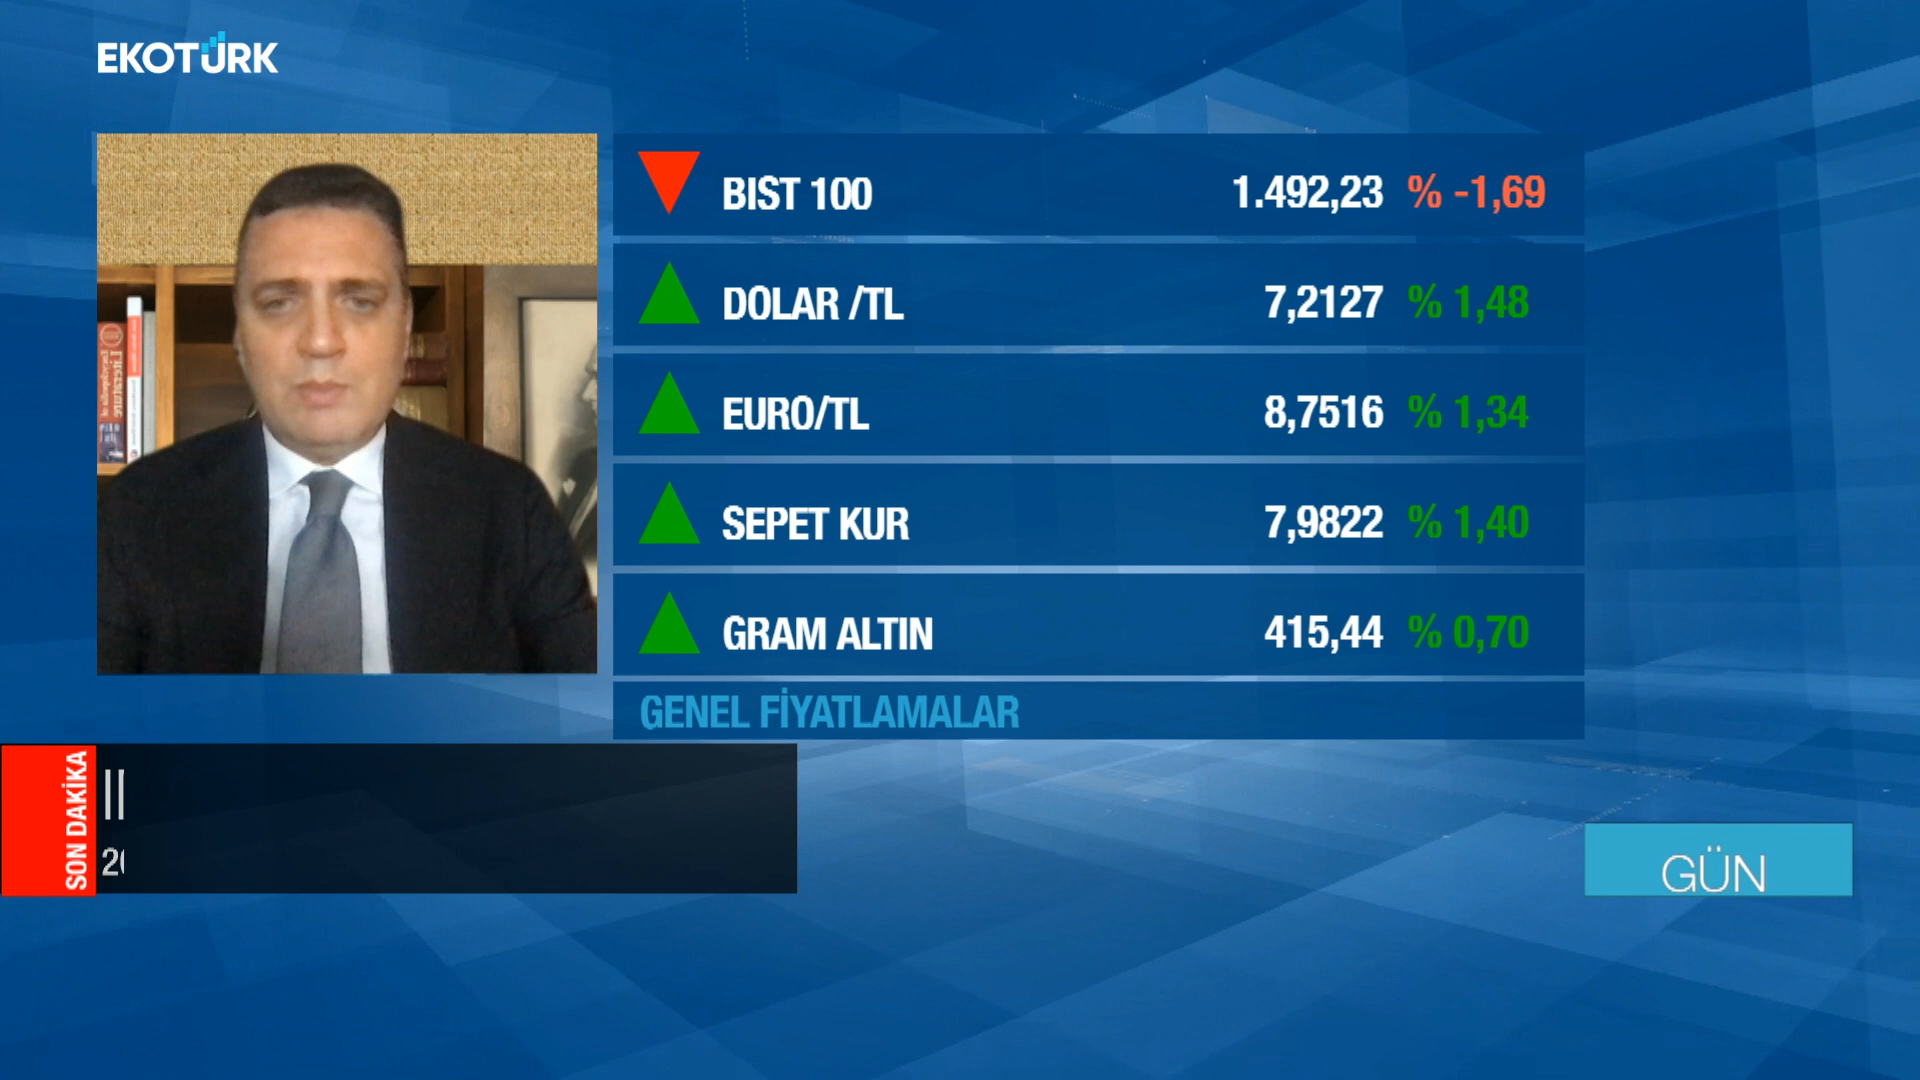 EKOTÜRK
BIST 100 1.492,23 % -1,69
DOLAR /TL 7,2127 % 1,48
EURO/TL 8,7516 % 1,34
SEPET KUR 7,9822 % 1,40
GRAM ALTIN 415,44 % 0,70
GENEL FİYATLAMALAR
SON DAKİKA
GÜN